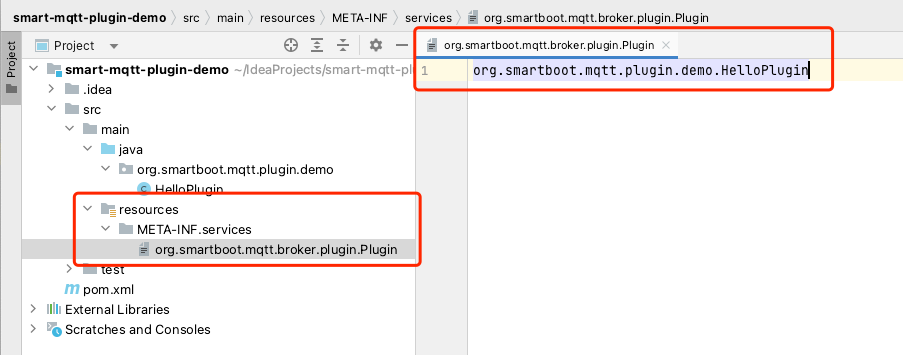 smart-mqtt-plugin-demo > src > main > resources > META-INF > services > org.smartboot.mqtt.broker.plugin.Plugin
Project
Project
org.smartboot.mqtt.broker.plugin.Plugin
1 org.smartboot.mqtt.plugin.demo.HelloPlugin
smart-mqtt-plugin-demo ~/IdeaProjects/smart-mqtt-pl
.idea
src
main
java
org.smartboot.mqtt.plugin.demo
HelloPlugin
resources
META-INF.services
org.smartboot.mqtt.broker.plugin.Plugin
test
pom.xml
External Libraries
Scratches and Consoles